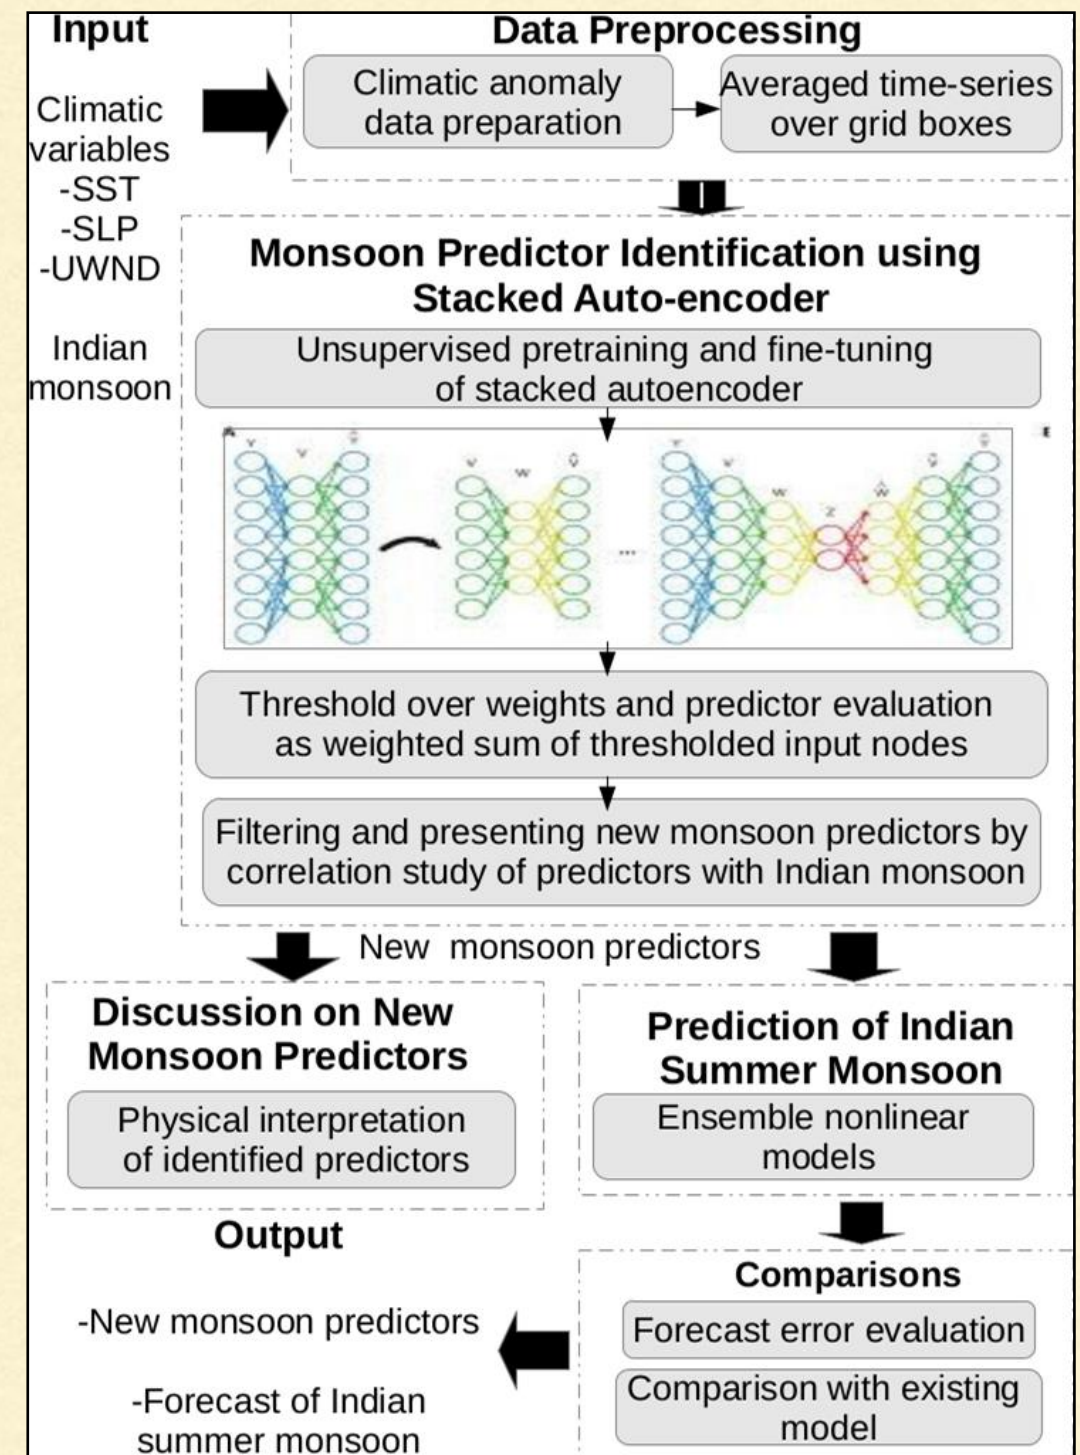 Input
Climatic
variables
-SST
-SLP
-UWND
Indian
monsoon
Data Preprocessing
Climatic anomaly
data preparation
Averaged time-series
over grid boxes
Monsoon Predictor Identification using
Stacked Auto-encoder
Unsupervised pretraining and fine-tuning
of stacked autoencoder
...
Threshold over weights and predictor evaluation
as weighted sum of thresholded input nodes
Filtering and presenting new monsoon predictors by
correlation study of predictors with Indian monsoon
New monsoon predictors
Discussion on New
Monsoon Predictors
Physical interpretation
of identified predictors
Prediction of Indian
Summer Monsoon
Ensemble nonlinear
models
Comparisons
Forecast error evaluation
Comparison with existing
model
Output
-New monsoon predictors
-Forecast of Indian
summer monsoon